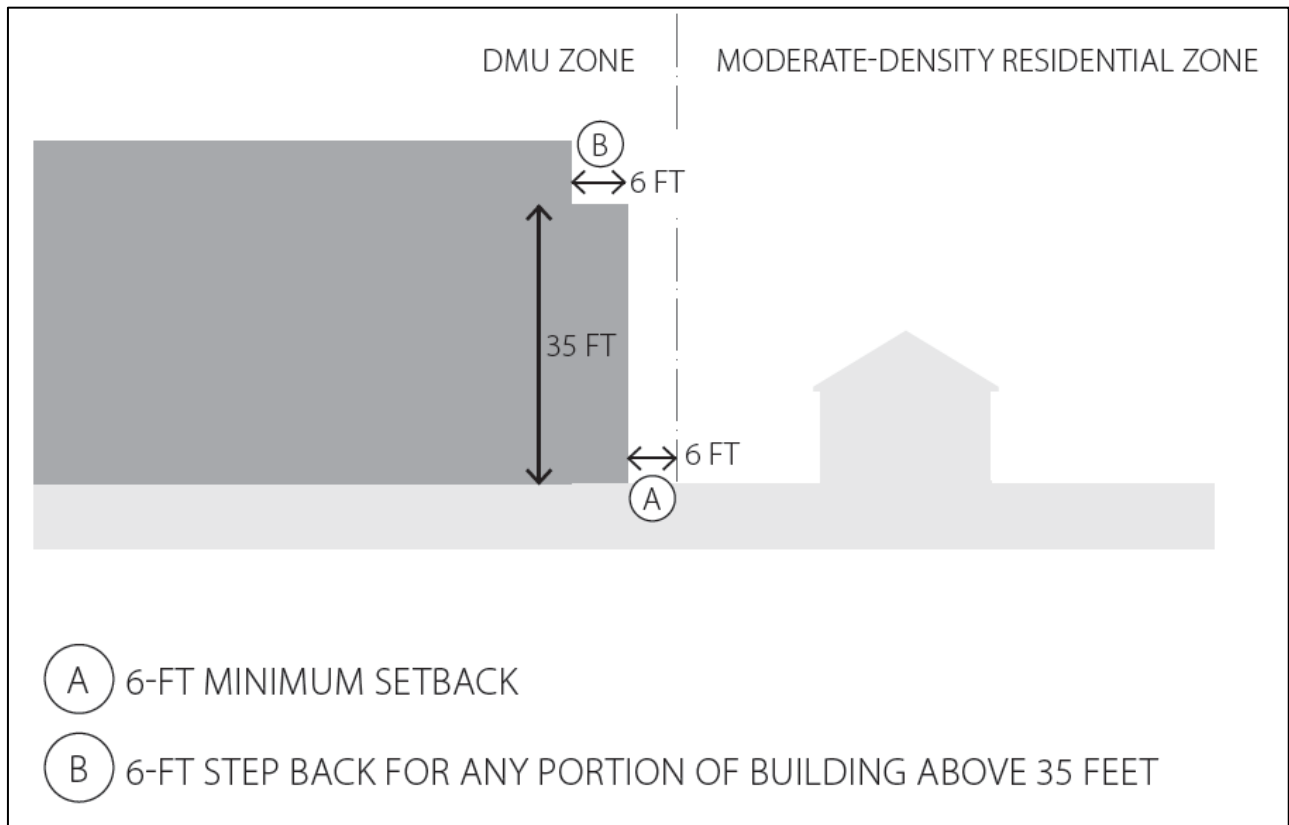 DMU ZONE
MODERATE-DENSITY RESIDENTIAL ZONE
B
6 FT
35 FT
6 FT
A
A 6-FT MINIMUM SETBACK
B 6-FT STEP BACK FOR ANY PORTION OF BUILDING ABOVE 35 FEET